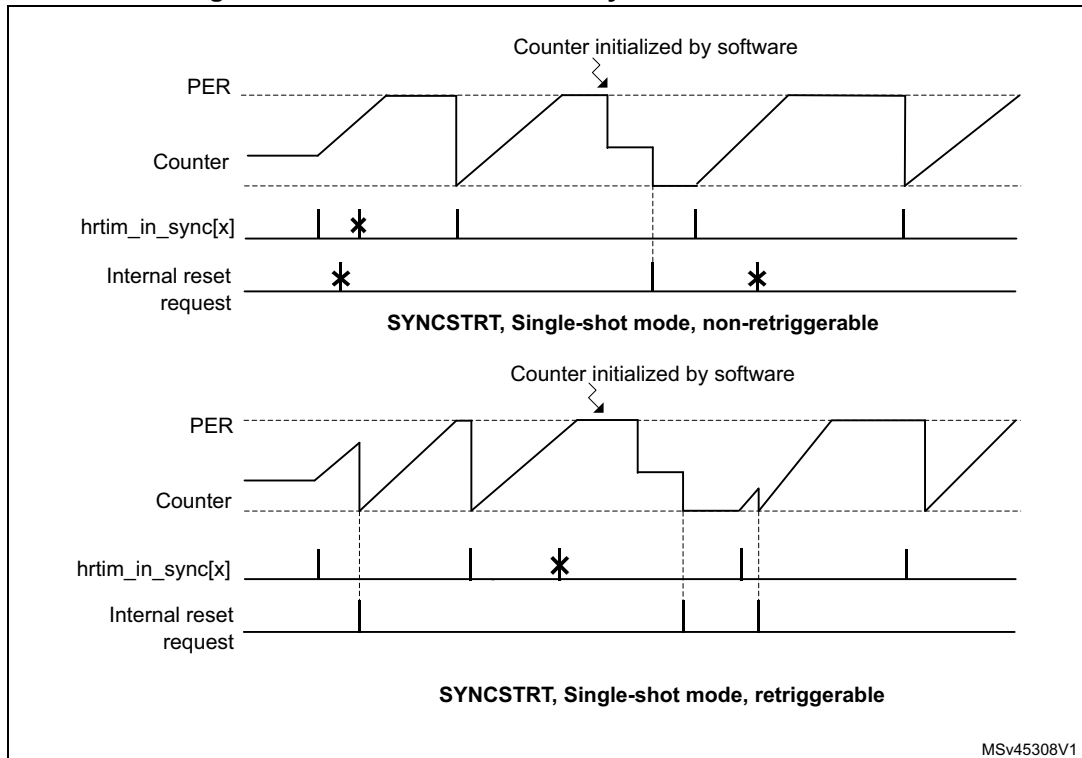 Counter initialized by software
PER
Counter
hrtim_in_sync[x]
Internal reset
request
SYNCSTRT, Single-shot mode, non-retriggerable
Counter initialized by software
PER
Counter
hrtim_in_sync[x]
Internal reset
request
SYNCSTRT, Single-shot mode, retriggerable
MSv45308V1